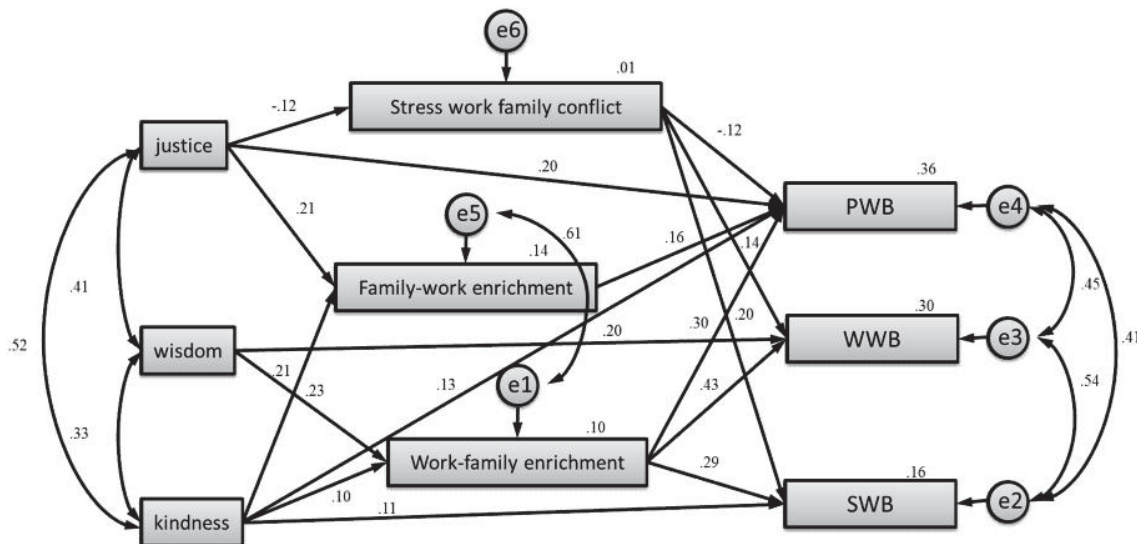 e6
.01
Stress work family conflict
-.12
-.12
justice
.20
.36
PWB
e4
.21
e5
.61
.14
.16
.14
Family-work enrichment
.45
.41
.30
.20
.30
WWB
e3
.41
.52
wisdom
.20
.21
.23
e1
.13
.43
.54
.33
.10
Work-family enrichment
.29
.16
.10
.11
SWB
e2
kindness